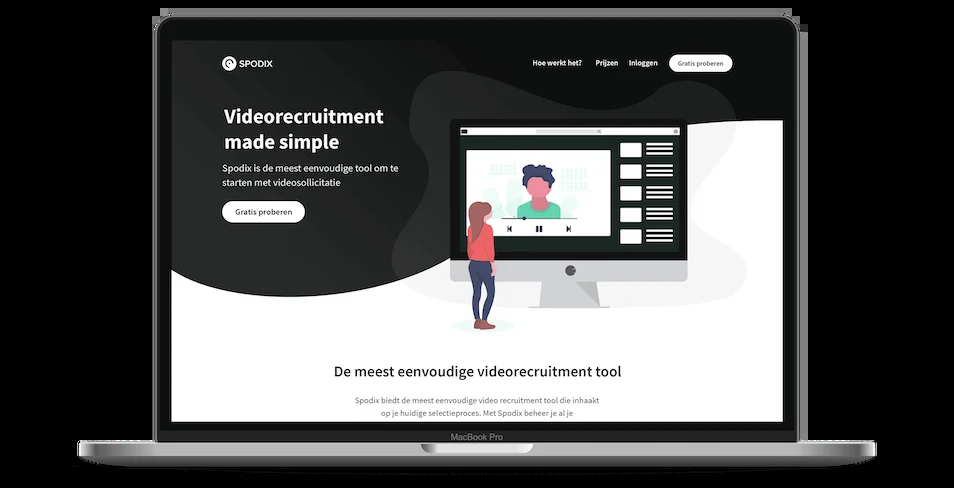 SPODIX
Hoe werkt het?
Prijzen
Inloggen
Gratis proberen
Videorecruitment
made simple
Spodix is de meest eenvoudige tool om te
starten met videosollicitatie
Gratis proberen
De meest eenvoudige videorecruitment tool
Spodix biedt de meest eenvoudige video recruitment tool die inhaakt
op je huidige selectieproces. Met Spodix beheer je al je
MacBook Pro